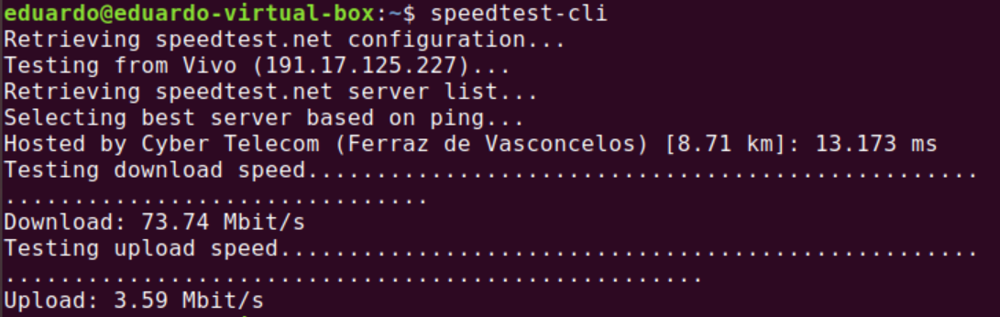 eduardo@eduardo-virtual-box:~$ speedtest-cli
Retrieving speedtest.net configuration...
Testing from Vivo (191.17.125.227)...
Retrieving speedtest.net server list...
Selecting best server based on ping...
Hosted by Cyber Telecom (Ferraz de Vasconcelos) [8.71 km]: 13.173 ms
Testing download speed.................................................
...............................
Download: 73.74 Mbit/s
Testing upload speed...................................................
...................................................
Upload: 3.59 Mbit/s